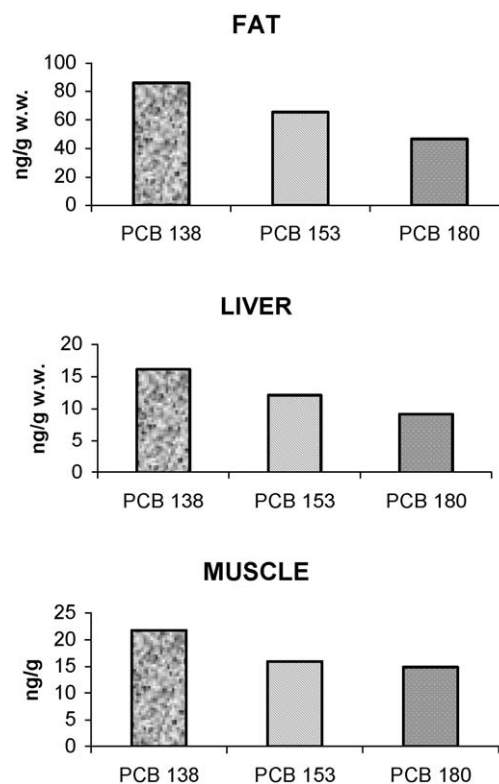 FAT
ng/g w.w.
100
80
60
40
20
0
PCB 138 PCB 153 PCB 180
LIVER
ng/g w.w.
20
15
10
5
0
PCB 138 PCB 153 PCB 180
MUSCLE
ng/g
25
20
15
10
5
0
PCB 138 PCB 153 PCB 180